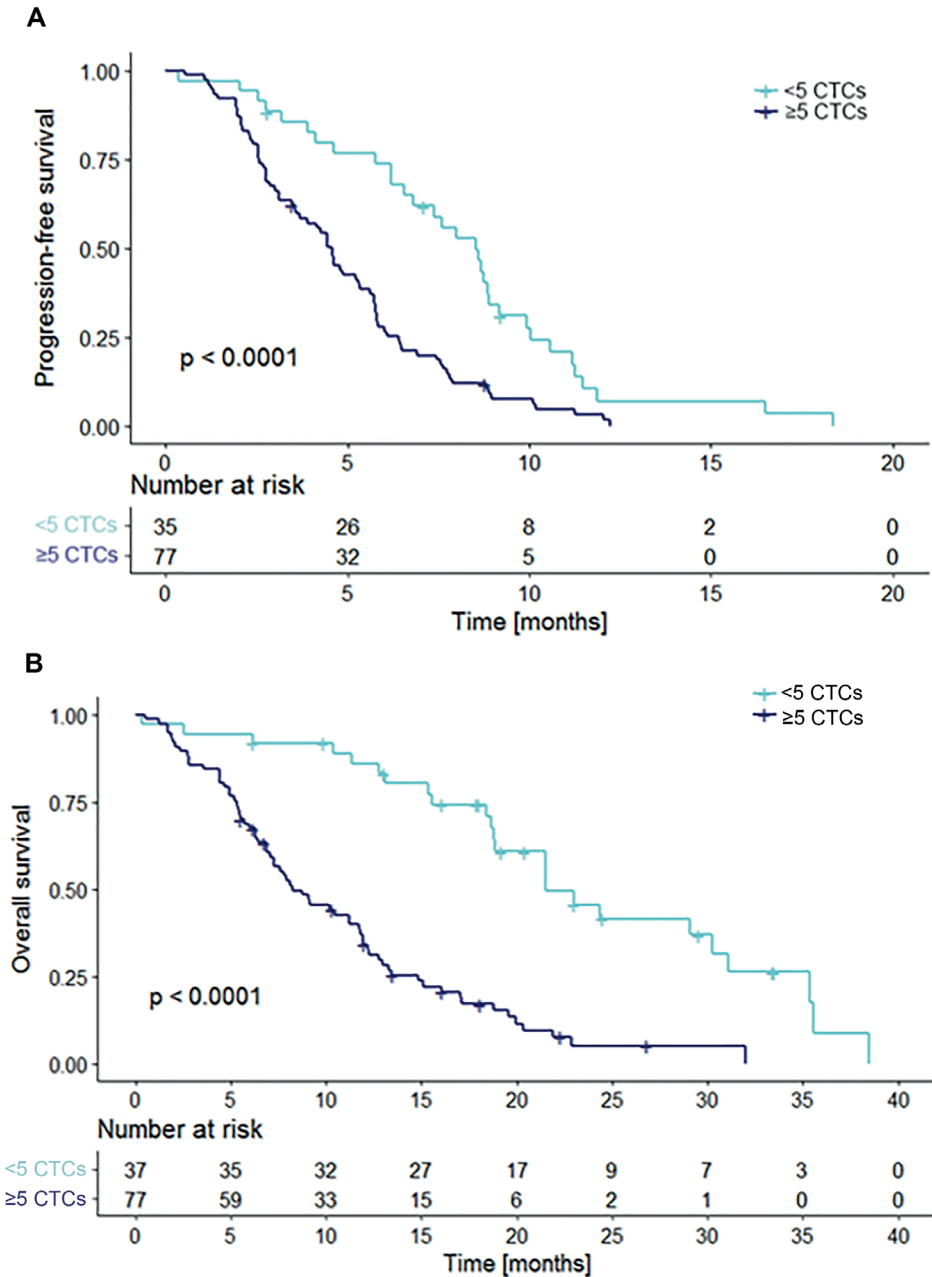 A
<5 CTCs
≥5 CTCs
Progression-free survival
1.00
0.75
0.50
0.25
0.00
p < 0.0001
0 5 10 15 20
Number at risk
<5 CTCs 35 26 8 2 0
≥5 CTCs 77 32 5 0 0
0 5 10 15 20
Time [months]
B
<5 CTCs
≥5 CTCs
Overall survival
1.00
0.75
0.50
0.25
0.00
p < 0.0001
0 5 10 15 20 25 30 35 40
Number at risk
<5 CTCs 37 35 32 27 17 9 7 3 0
≥5 CTCs 77 59 33 15 6 2 1 0 0
0 5 10 15 20 25 30 35 40
Time [months]